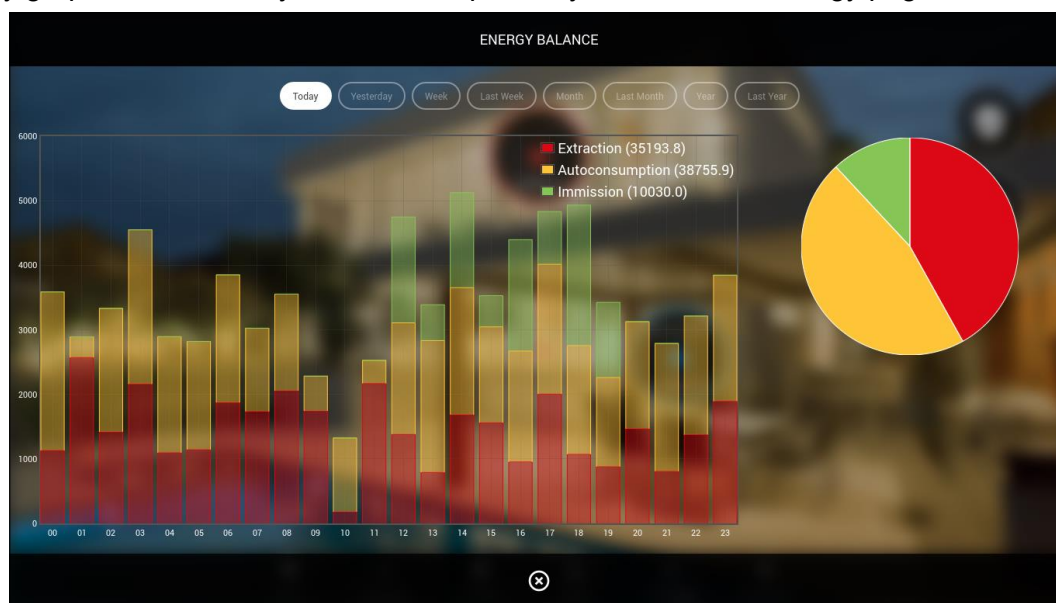 ENERGY BALANCE
Today Yesterday Week Last Week Month Last Month Year Last Year
Extraction (35193.8)
Autoconsumption (38755.9)
Immission (10030.0)
6000
5000
4000
3000
2000
1000
0
00 01 02 03 04 05 06 07 08 09 10 11 12 13 14 15 16 17 18 19 20 21 22 23